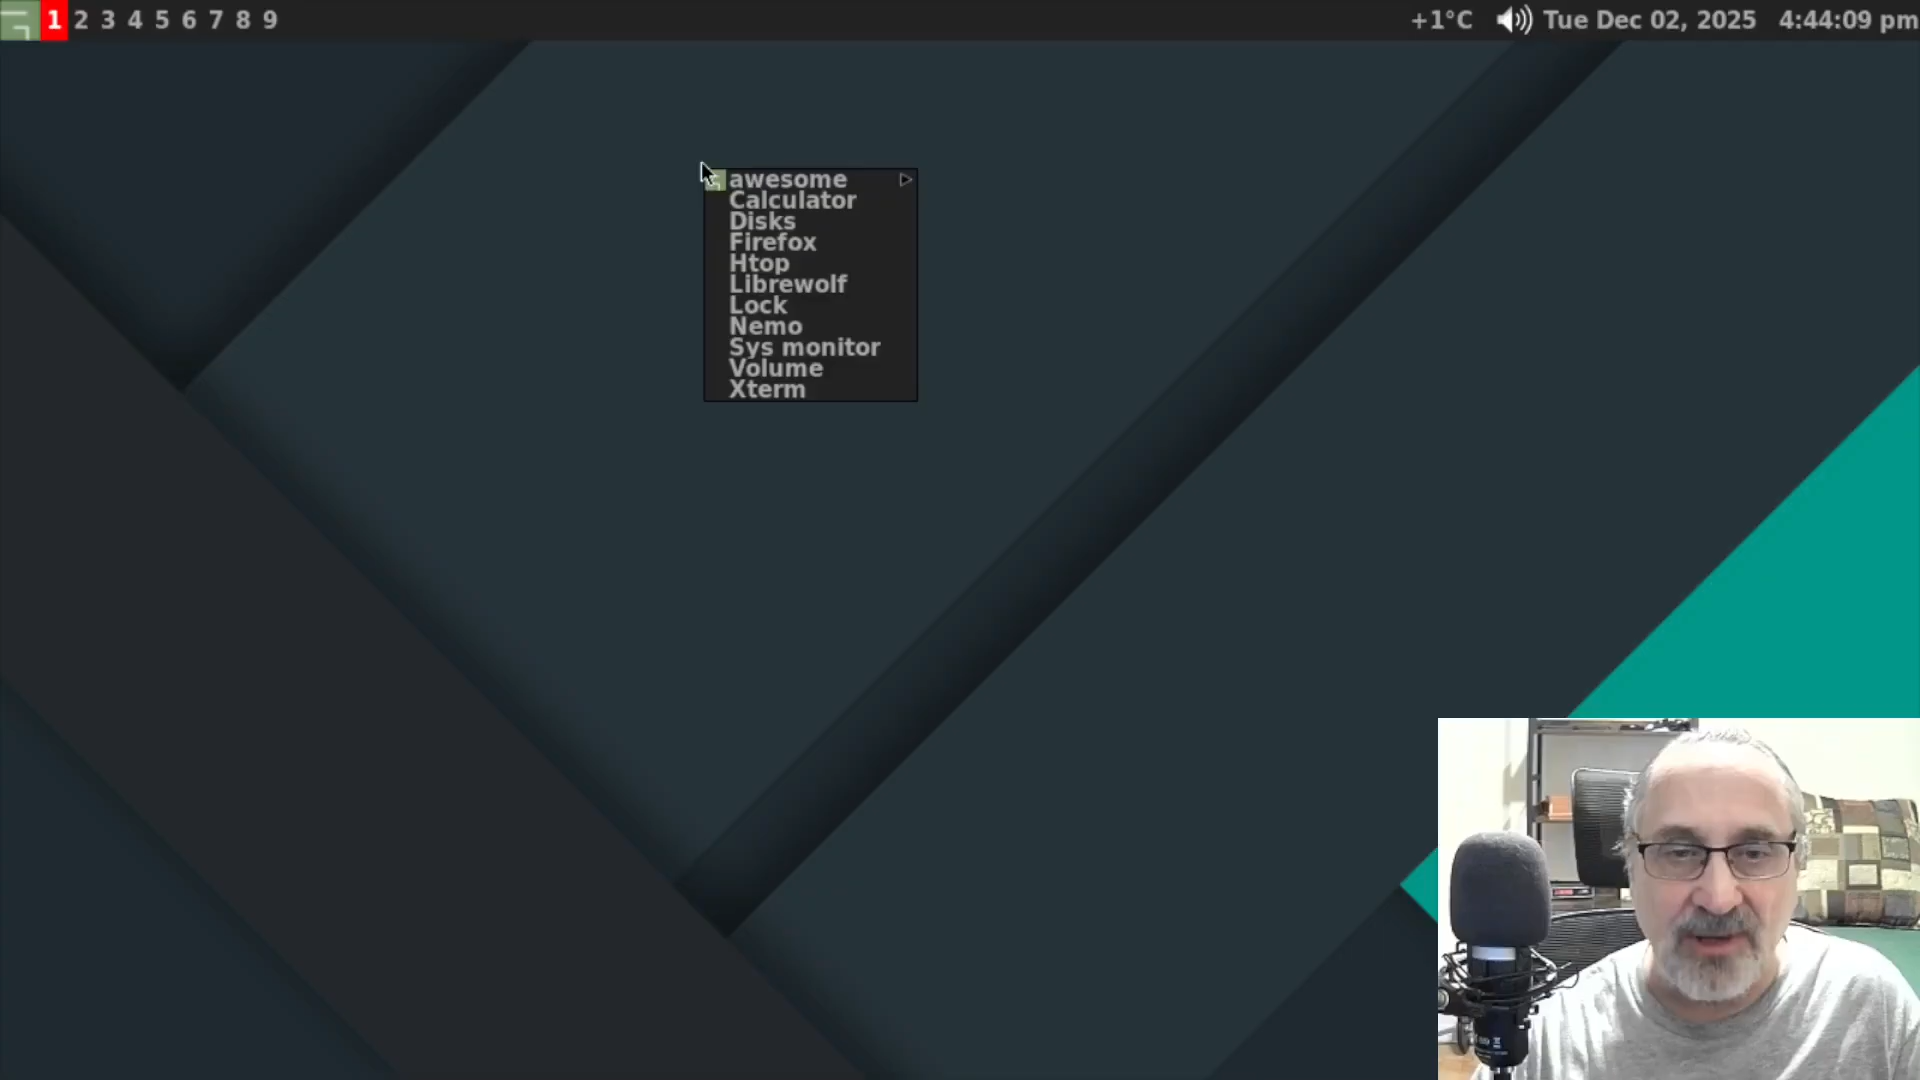 1 2 3 4 5 6 7 8 9
+1°C Tue Dec 02, 2025 4:44:09 pm
awesome
Calculator
Disks
Firefox
Htop
Librewolf
Lock
Nemo
Sys monitor
Volume
Xterm